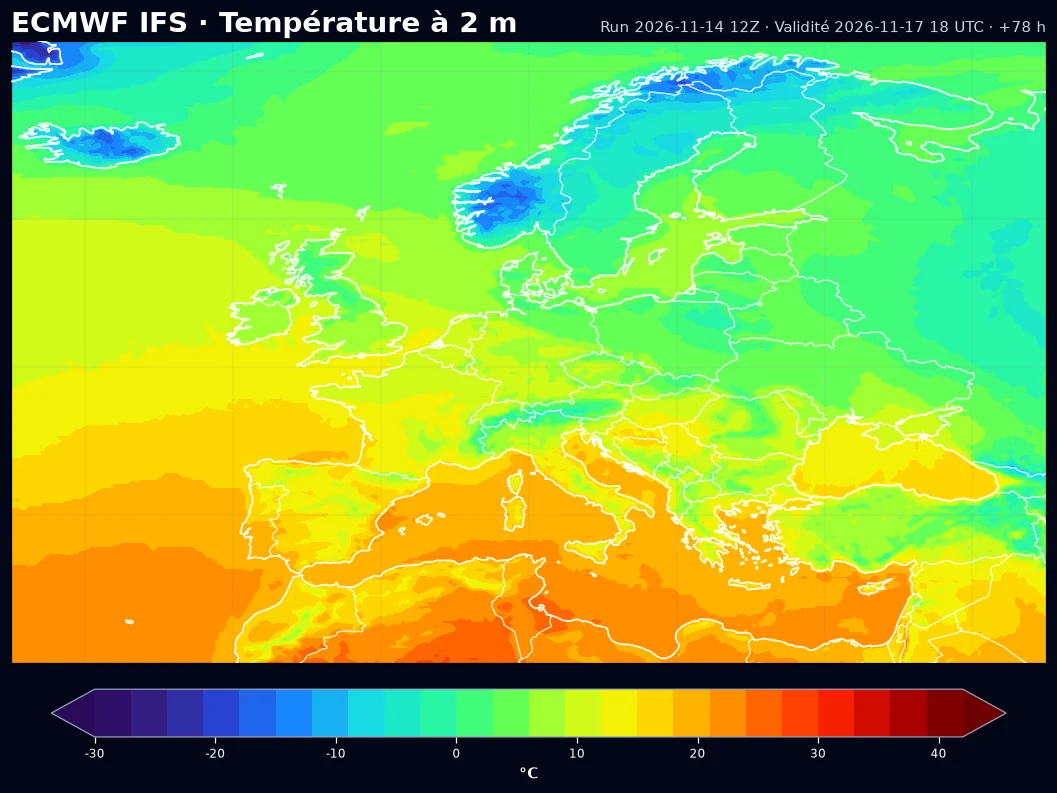 ECMWF IFS · Température à 2 m
Run 2026-11-14 12Z · Validité 2026-11-17 18 UTC · +78 h
-30 -20 -10 0 10 20 30 40
°C